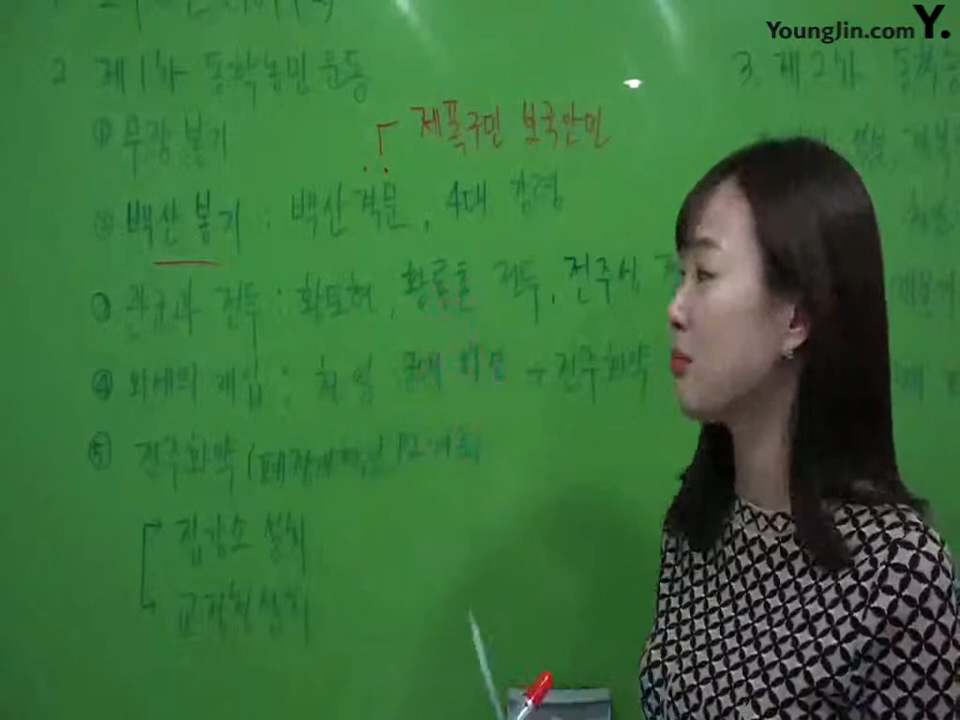 YoungJin.com Y.
2 제1차 동학농민운동
3. 제2차
① 무장봉기
제폭구민 보국안민
② 백산봉기 : 백산격문, 4대 강령
③ 관군과 전투 : 황토현, 황룡촌 전투, 전주성
④ 외세의 개입 : 청 일 군대 파견 → 전주화약
⑤ 전주화약 (폐정개혁안 12개조)
집강소 설치
교정청 설치